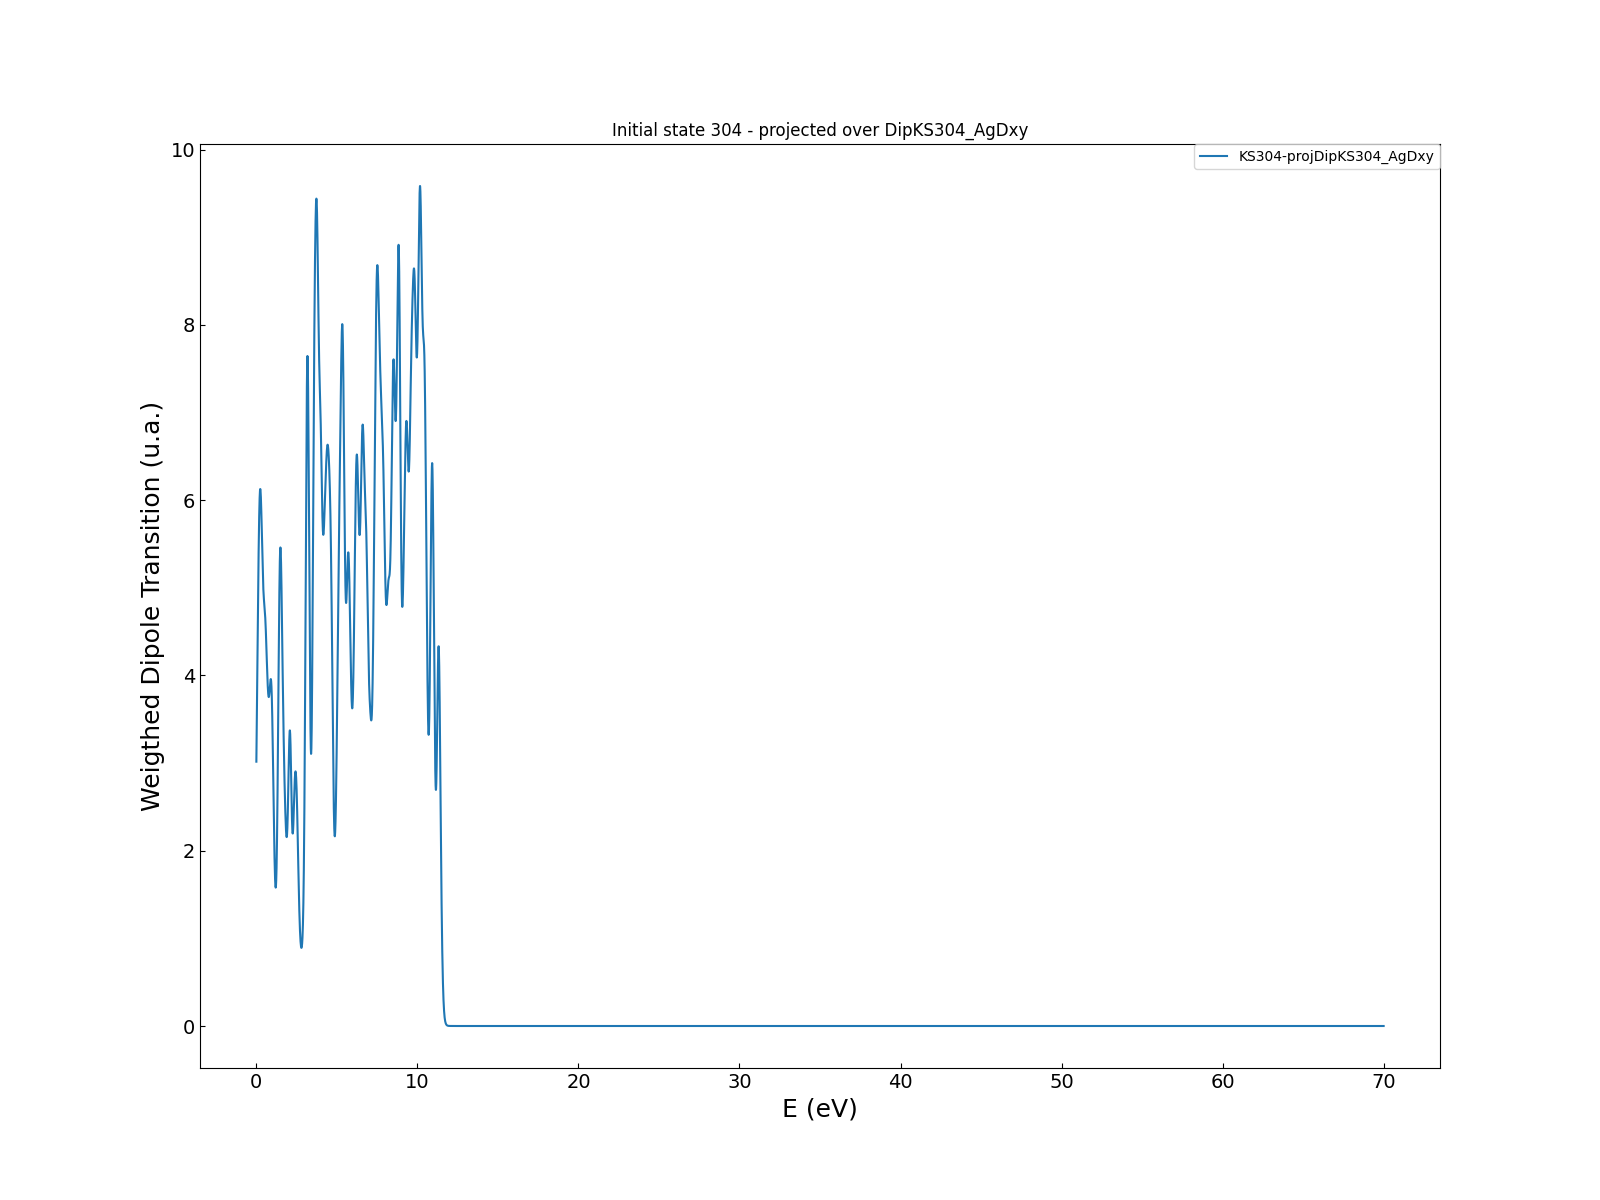 Initial state 304 - projected over DipKS304_AgDxy
KS304-projDipKS304_AgDxy
Weigthed Dipole Transition (u.a.)
10
8
6
4
2
0
0 10 20 30 40 50 60 70
E (eV)